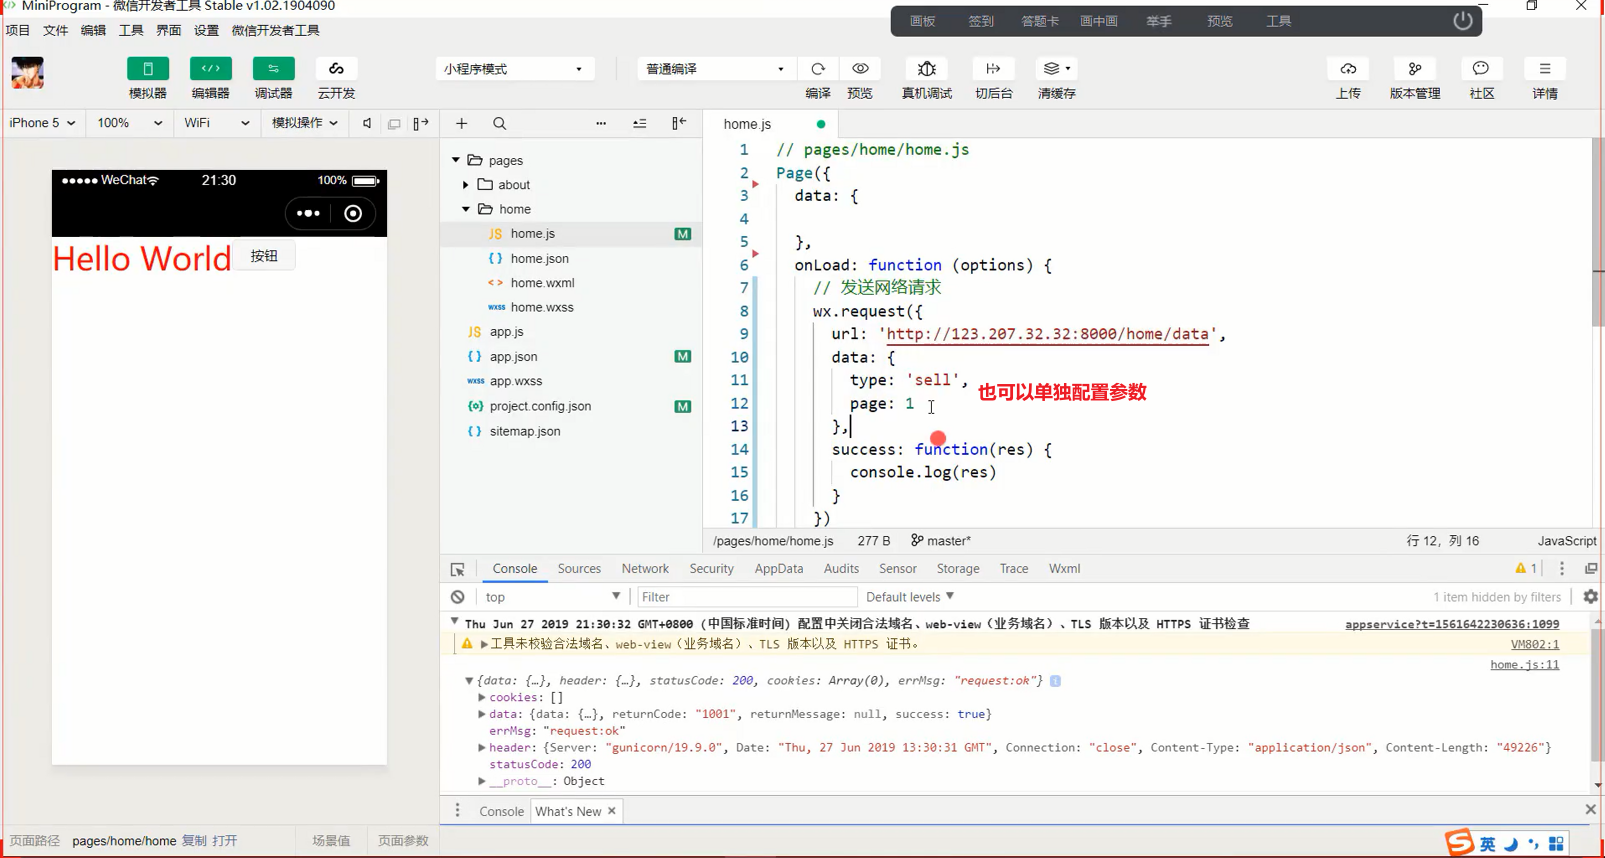 MiniProgram - 微信开发者工具 Stable v1.02.1904090
画板 签到 答题卡 画中画 举手 预览 工具
项目 文件 编辑 工具 界面 设置 微信开发者工具
小程序模式 普通编译
模拟器 编辑器 调试器 云开发 编译 预览 真机调试 切后台 清缓存 上传 版本管理 社区 详情
iPhone 5 100% WiFi 模拟操作
home.js
WeChat 21:30 100%
Hello World 按钮
pages
about
home
JS home.js M
{ } home.json
< > home.wxml
wxss home.wxss
JS app.js
{ } app.json M
wxss app.wxss
{o} project.config.json M
{ } sitemap.json
1 // pages/home/home.js
2 Page({
3 data: {
4
5 },
6 onLoad: function (options) {
7 // 发送网络请求
8 wx.request({
9 url: 'http://123.207.32.32:8000/home/data',
10 data: {
11 type: 'sell',
也可以单独配置参数
12 page: 1
13 },
14 success: function(res) {
15 console.log(res)
16 }
17 })
/pages/home/home.js 277 B master* 行 12，列 16 JavaScript
Console Sources Network Security AppData Audits Sensor Storage Trace Wxml 1
top Filter Default levels 1 item hidden by filters
Thu Jun 27 2019 21:30:32 GMT+0800 (中国标准时间) 配置中关闭合法域名、web-view（业务域名）、TLS 版本以及 HTTPS 证书检查 appservice?t=1561642230636:1099
工具未校验合法域名、web-view（业务域名）、TLS 版本以及 HTTPS 证书。 VM802:1
home.js:11
{data: {…}, header: {…}, statusCode: 200, cookies: Array(0), errMsg: "request:ok"} i
cookies: []
data: {data: {…}, returnCode: "1001", returnMessage: null, success: true}
errMsg: "request:ok"
header: {Server: "gunicorn/19.9.0", Date: "Thu, 27 Jun 2019 13:30:31 GMT", Connection: "close", Content-Type: "application/json", Content-Length: "49226"}
statusCode: 200
__proto__: Object
Console What's New
页面路径 pages/home/home 复制 打开 场景值 页面参数
S 英